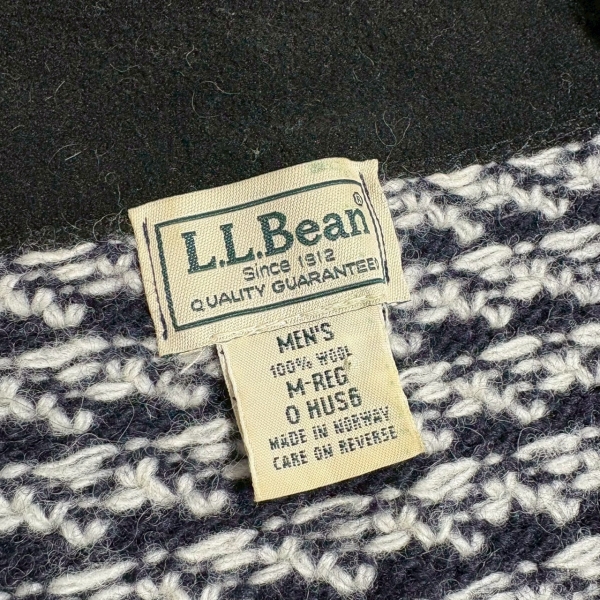 L.L.Bean®
Since 1912
QUALITY GUARANTEED
MEN'S
100% WOOL
M-REG
0 HUS6
MADE IN NORWAY
CARE ON REVERSE